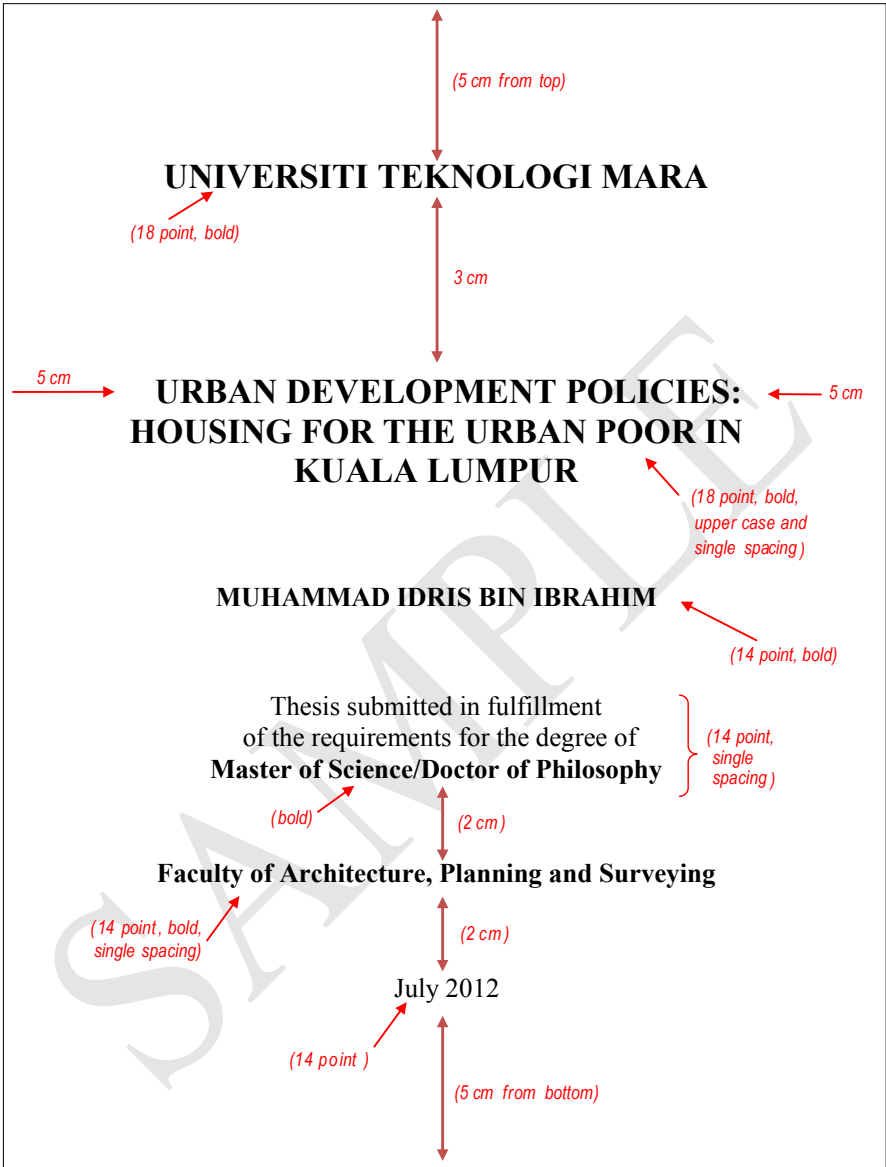 (5 cm from top)
UNIVERSITI TEKNOLOGI MARA
(18 point, bold)
3 cm
5 cm
URBAN DEVELOPMENT POLICIES:
5 cm
HOUSING FOR THE URBAN POOR IN
KUALA LUMPUR
(18 point, bold,
upper case and
single spacing)
MUHAMMAD IDRIS BIN IBRAHIM
(14 point, bold)
Thesis submitted in fulfillment
of the requirements for the degree of
Master of Science/Doctor of Philosophy
(14 point,
single
spacing)
(bold)
(2 cm)
Faculty of Architecture, Planning and Surveying
(14 point, bold,
single spacing)
(2 cm)
July 2012
(14 point )
(5 cm from bottom)
SAMPLE